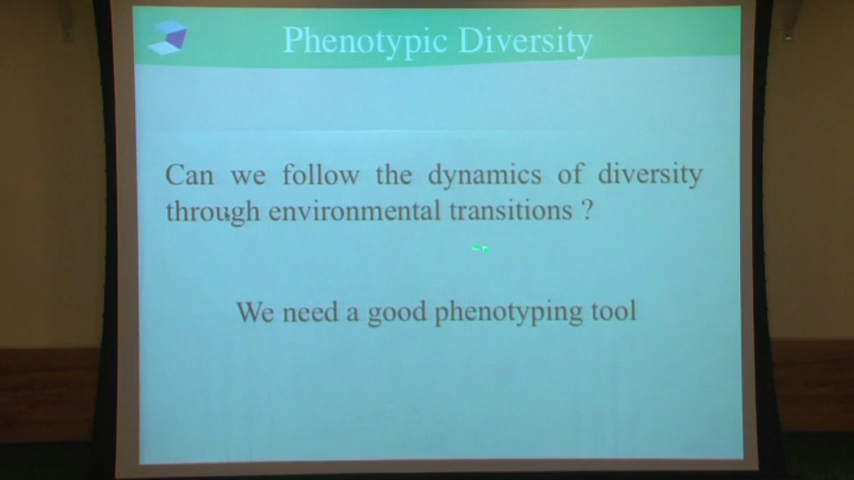 Phenotypic Diversity
Can we follow the dynamics of diversity
through environmental transitions ?
We need a good phenotyping tool